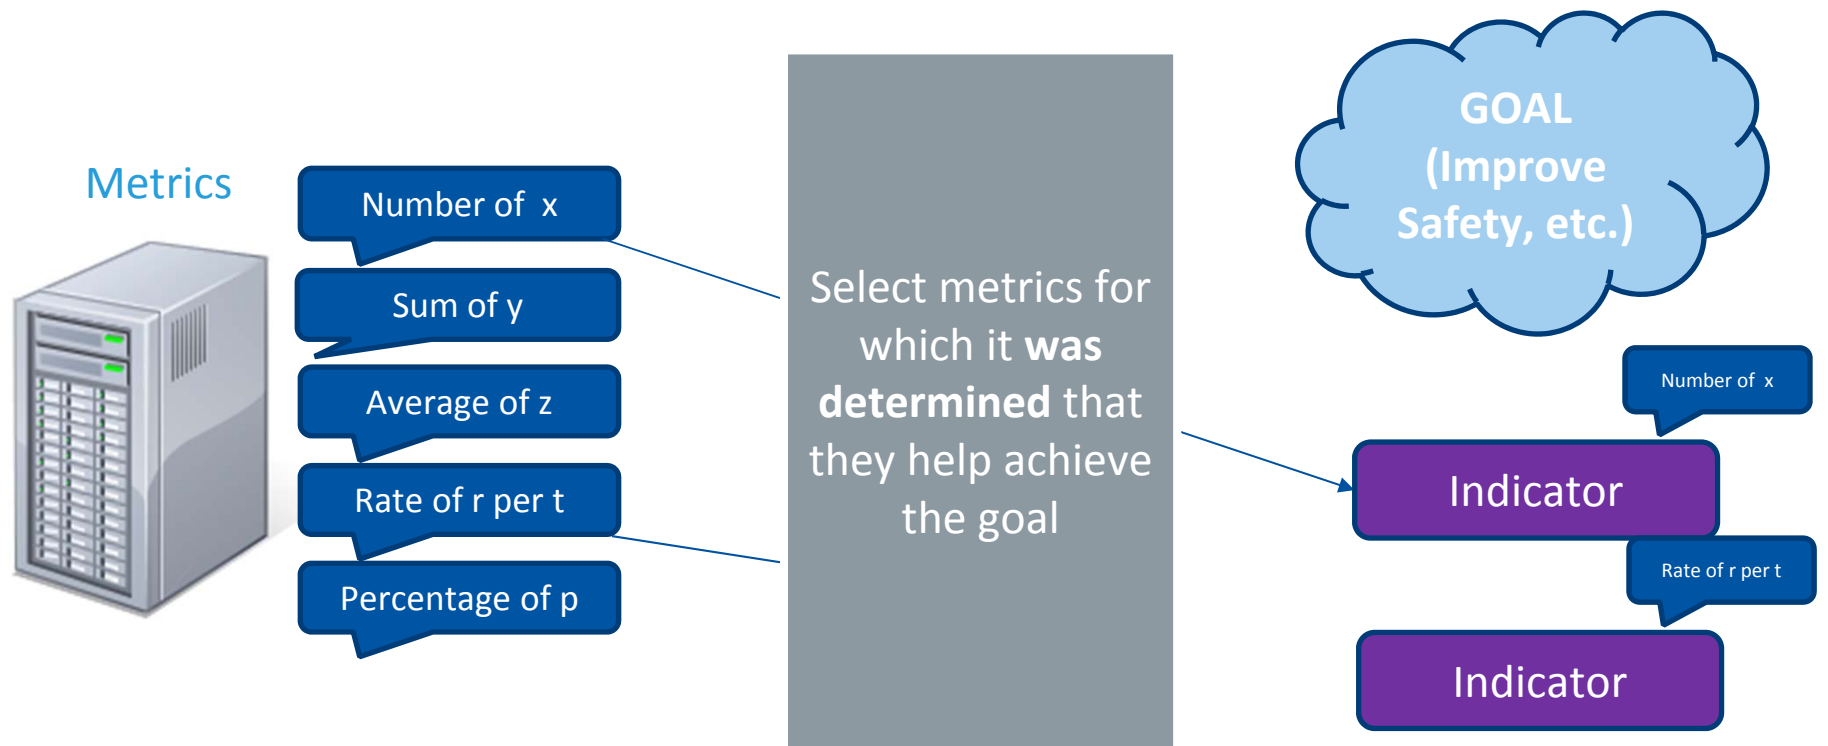 Metrics
Number of x
Sum of y
Average of z
Rate of r per t
Percentage of p
Select metrics for
which it was
determined that
they help achieve
the goal
GOAL
(Improve
Safety, etc.)
Number of x
Indicator
Rate of r per t
Indicator